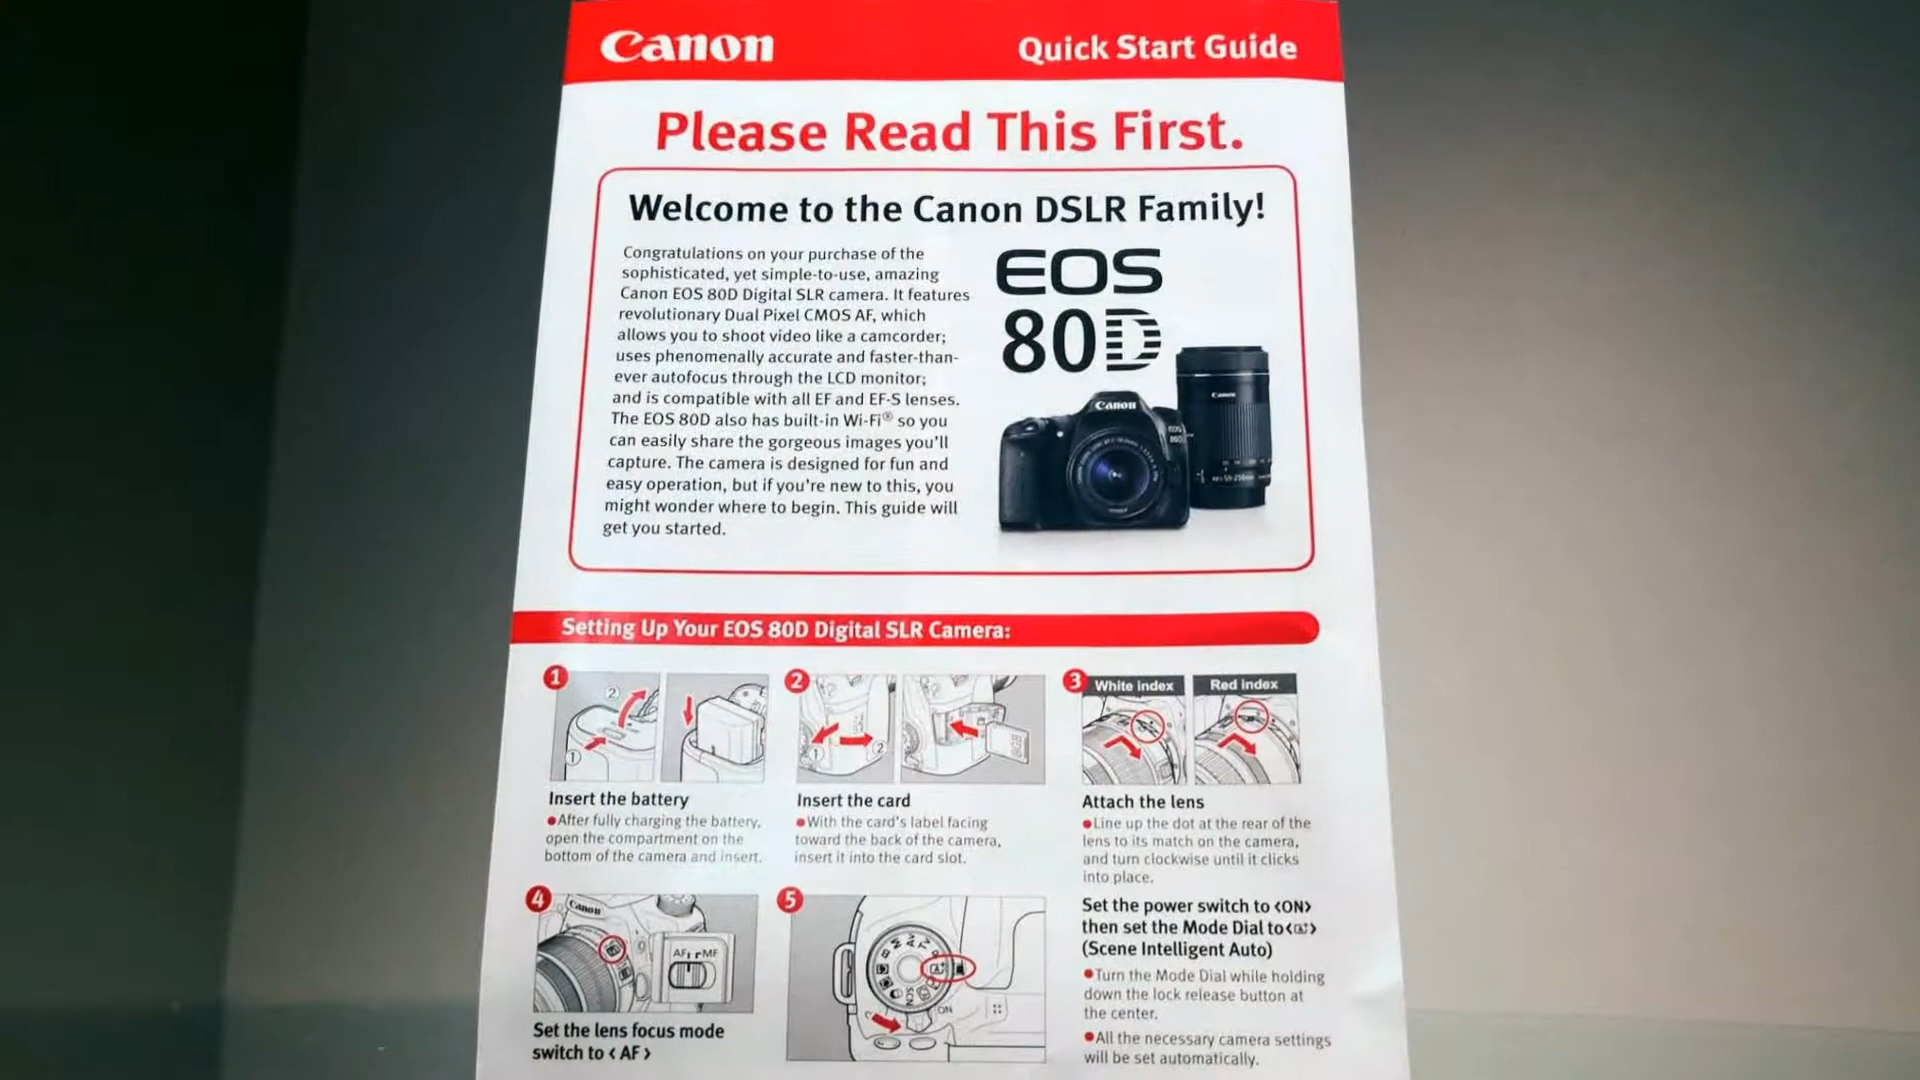 Canon
Quick Start Guide
Please Read This First.
Welcome to the Canon DSLR Family!
Congratulations on your purchase of the
sophisticated, yet simple-to-use, amazing
Canon EOS 80D Digital SLR camera. It features
revolutionary Dual Pixel CMOS AF, which
allows you to shoot video like a camcorder;
uses phenomenally accurate and faster-than-
ever autofocus through the LCD monitor;
and is compatible with all EF and EF-S lenses.
The EOS 80D also has built-in Wi-Fi® so you
can easily share the gorgeous images you'll
capture. The camera is designed for fun and
easy operation, but if you're new to this, you
might wonder where to begin. This guide will
get you started.
EOS
80D
Canon
Canon
EOS
80D
Setting Up Your EOS 80D Digital SLR Camera:
1
2
1
Insert the battery
●After fully charging the battery,
open the compartment on the
bottom of the camera and insert.
2
1
2
8GB
Insert the card
●With the card's label facing
toward the back of the camera,
insert it into the card slot.
3
White index
Red index
Attach the lens
●Line up the dot at the rear of the
lens to its match on the camera,
and turn clockwise until it clicks
into place.
4
Canon
AF MF
Set the lens focus mode
switch to < AF >
5
B M Av Tv
SCN
ON
Set the power switch to <ON>
then set the Mode Dial to <A+>
(Scene Intelligent Auto)
●Turn the Mode Dial while holding
down the lock release button at
the center.
●All the necessary camera settings
will be set automatically.